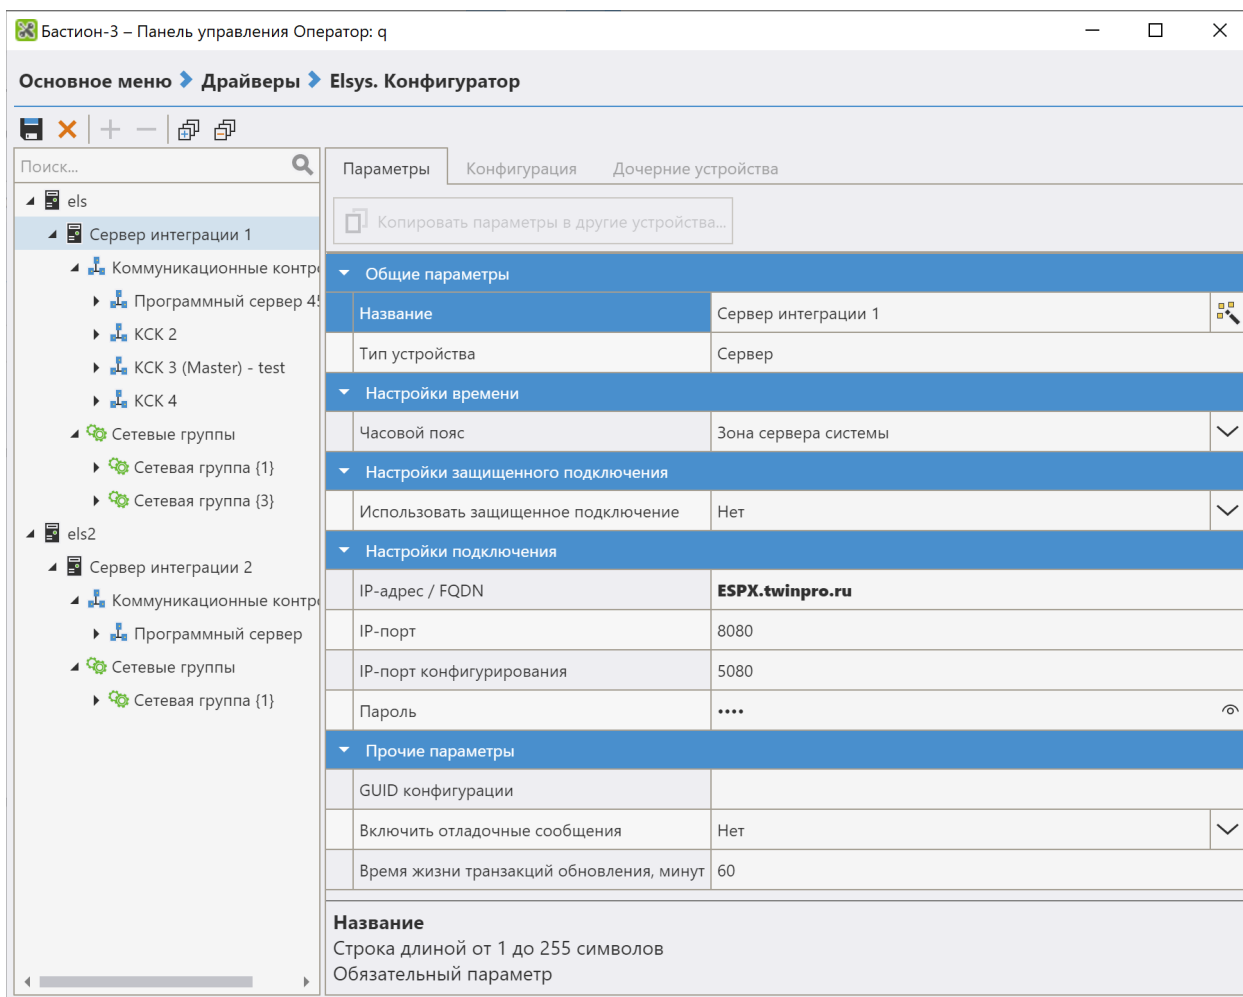 Бастион-3 – Панель управления Оператор: q
Основное меню Драйверы Elsys. Конфигуратор
Поиск...
els
Сервер интеграции 1
Коммуникационные контр
Программный сервер 45
КСК 2
КСК 3 (Master) - test
КСК 4
Сетевые группы
Сетевая группа {1}
Сетевая группа {3}
els2
Сервер интеграции 2
Коммуникационные контр
Программный сервер
Сетевые группы
Сетевая группа {1}
Параметры Конфигурация Дочерние устройства
Копировать параметры в другие устройства...
Общие параметры
Название Сервер интеграции 1
Тип устройства Сервер
Настройки времени
Часовой пояс Зона сервера системы
Настройки защищенного подключения
Использовать защищенное подключение Нет
Настройки подключения
IP-адрес / FQDN ESPX.twinpro.ru
IP-порт 8080
IP-порт конфигурирования 5080
Пароль ••••
Прочие параметры
GUID конфигурации
Включить отладочные сообщения Нет
Время жизни транзакций обновления, минут 60
Название
Строка длиной от 1 до 255 символов
Обязательный параметр